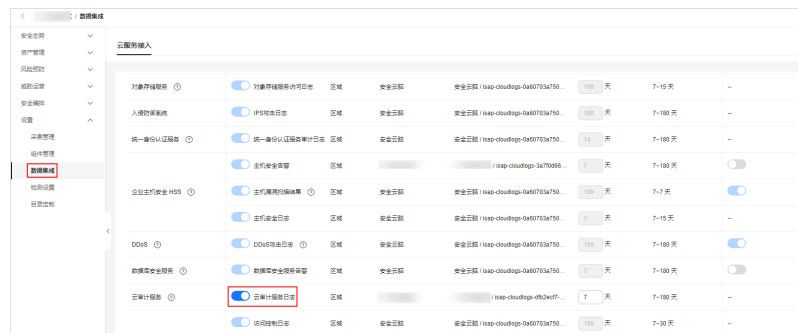 / 数据集成
安全态势
资产管理
风险预防
威胁运营
安全编排
设置
采集管理
组件管理
数据集成
检测设置
目录定制
云服务接入
对象存储服务 对象存储服务访问日志 区域 安全云脑 安全云脑 / isap-cloudlogs-0a60703a750... 180 天 7~15 天 --
入侵防御系统 IPS攻击日志 区域 安全云脑 安全云脑 / isap-cloudlogs-0a60703a750... 180 天 7~180 天 --
统一身份认证服务 统一身份认证服务审计日志 区域 安全云脑 安全云脑 / isap-cloudlogs-0a60703a750... 14 天 7~180 天 --
主机安全告警 区域 / isap-cloudlogs-3a7f0d68... 7 天 7~180 天
企业主机安全 HSS 主机漏洞扫描结果 区域 安全云脑 安全云脑 / isap-cloudlogs-0a60703a750... 180 天 7~7 天
主机安全日志 区域 安全云脑 安全云脑 / isap-cloudlogs-0a60703a750... 7 天 7~15 天 --
DDoS DDoS攻击日志 区域 安全云脑 安全云脑 / isap-cloudlogs-0a60703a750... 180 天 7~180 天
数据库安全服务 数据库安全服务告警 区域 安全云脑 安全云脑 / isap-cloudlogs-0a60703a750... 7 天 7~180 天
云审计服务 云审计服务日志 区域 / isap-cloudlogs-dfb2ecf7-... 7 天 7~180 天 --
访问控制日志 区域 安全云脑 安全云脑 / isap-cloudlogs-0a60703a750... 180 天 7~30 天 --